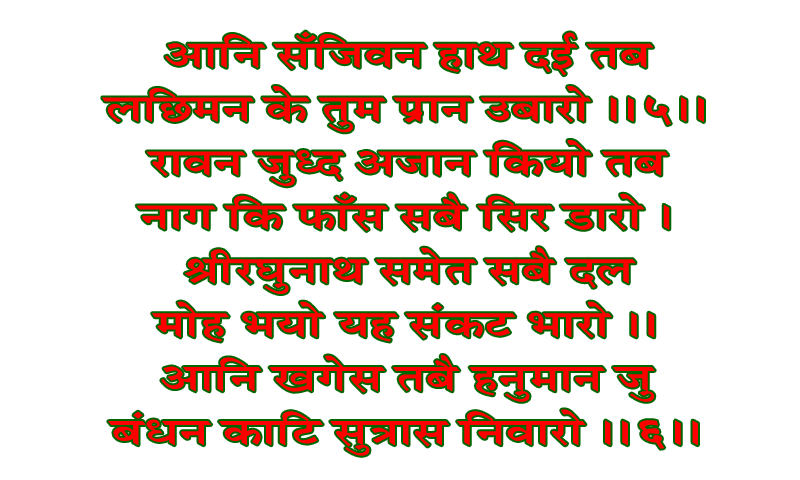 आनि सँजिवन हाथ दई तब
लछिमन के तुम प्रान उबारो ।।५।।
रावन जुध्द अजान कियो तब
नाग कि फाँस सबै सिर डारो ।
श्रीरघुनाथ समेत सबै दल
मोह भयो यह संकट भारो ।।
आनि खगेस तबै हनुमान जु
बंधन काटि सुत्रास निवारो ।।६।।